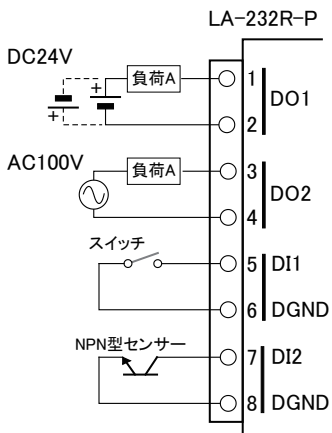 LA-232R-P
DC24V
負荷A
+
+
1
DO1
2
AC100V
負荷A
3
DO2
4
スイッチ
5
DI1
6
DGND
NPN型センサー
7
DI2
8
DGND